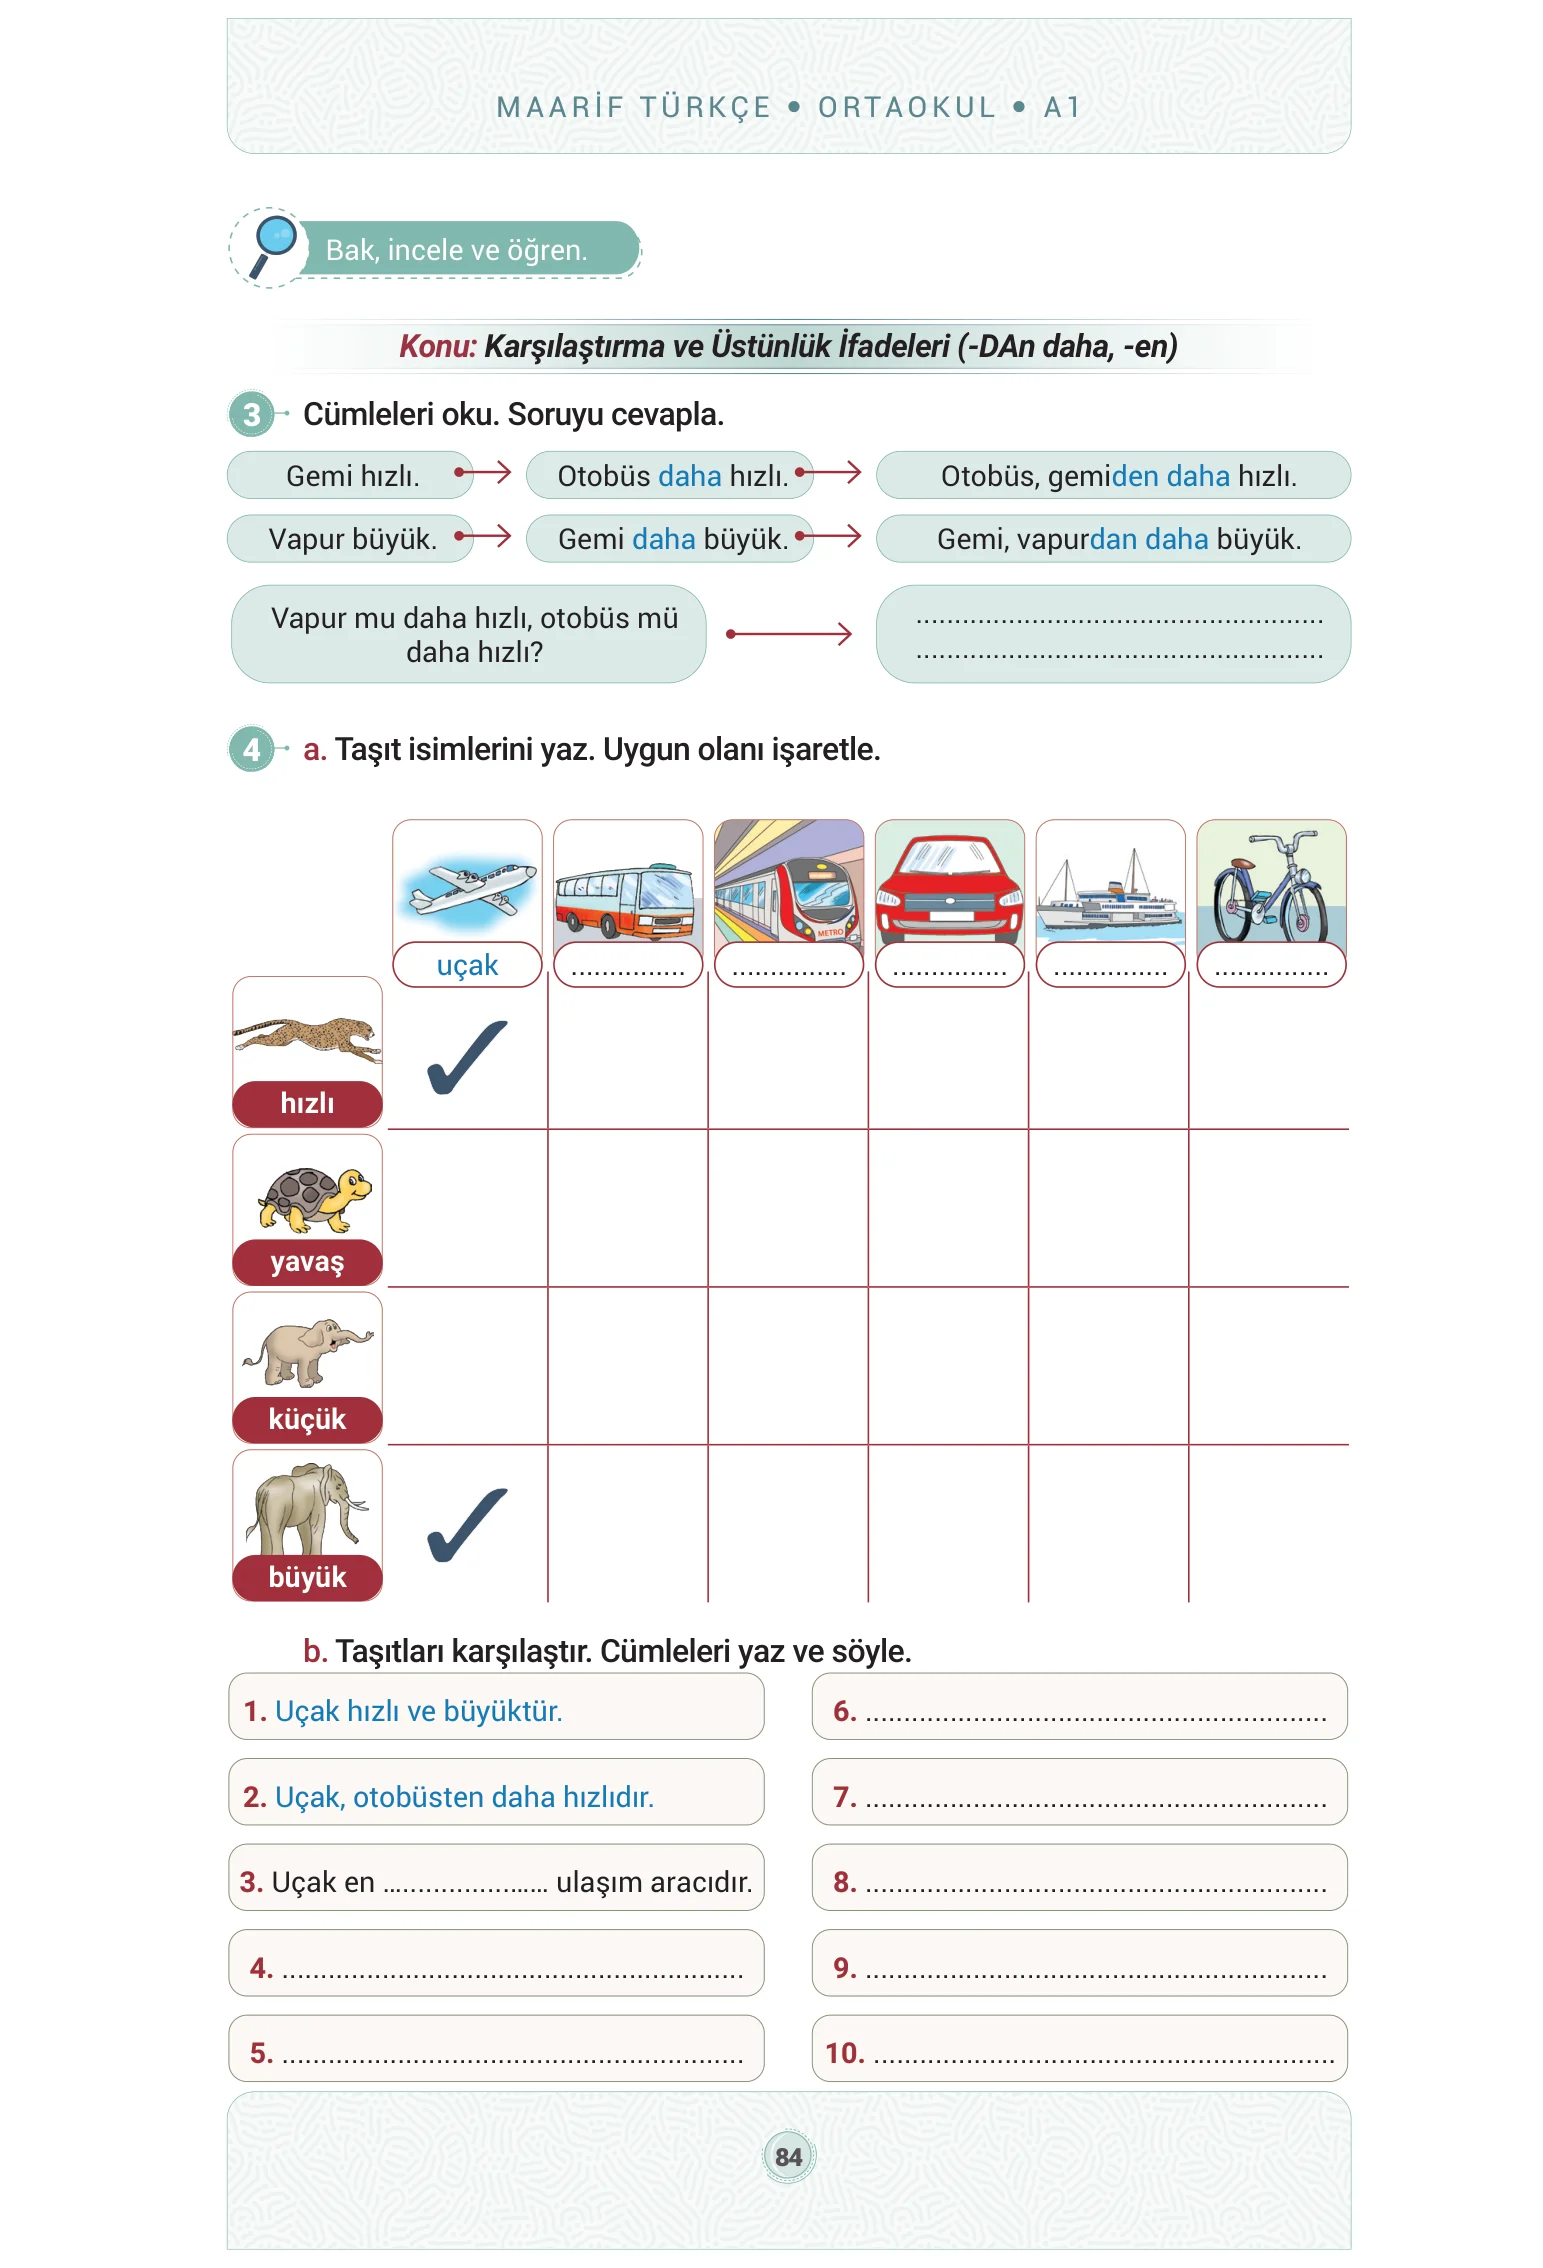 MAARİF TÜRKÇE • ORTAOKUL • A1
Bak, incele ve öğren.
Konu: Karşılaştırma ve Üstünlük İfadeleri (-DAn daha, -en)
3 Cümleleri oku. Soruyu cevapla.
Gemi hızlı. Otobüs daha hızlı. Otobüs, gemiden daha hızlı.
Vapur büyük. Gemi daha büyük. Gemi, vapurdan daha büyük.
Vapur mu daha hızlı, otobüs mü
daha hızlı?
..........................................
..........................................
4 a. Taşıt isimlerini yaz. Uygun olanı işaretle.
METRO
uçak ............... ............... ............... ............... ...............
hızlı
yavaş
küçük
büyük
b. Taşıtları karşılaştır. Cümleleri yaz ve söyle.
1. Uçak hızlı ve büyüktür.
2. Uçak, otobüsten daha hızlıdır.
3. Uçak en ...................... ulaşım aracıdır.
4. ............................................................
5. ............................................................
6. ............................................................
7. ............................................................
8. ............................................................
9. ............................................................
10. ............................................................
84